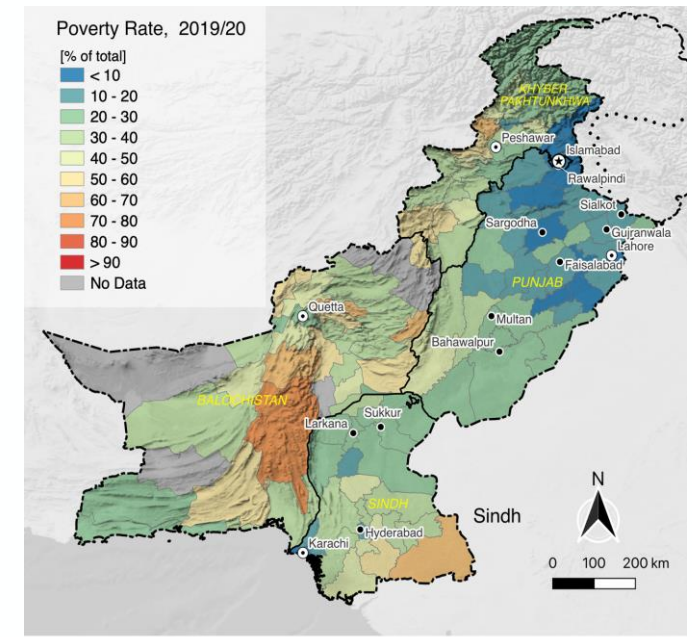 Poverty Rate, 2019/20
[% of total]
< 10
10 - 20
20 - 30
30 - 40
40 - 50
50 - 60
60 - 70
70 - 80
80 - 90
> 90
No Data
KHYBER
PAKHTUNKHWA
Peshawar
Islamabad
Rawalpindi
Sialkot
Sargodha
Gujranwala
Lahore
Faisalabad
PUNJAB
Quetta
Multan
Bahawalpur
BALOCHISTAN
Sukkur
Larkana
SINDH
Sindh
Hyderabad
Karachi
N
0 100 200 km